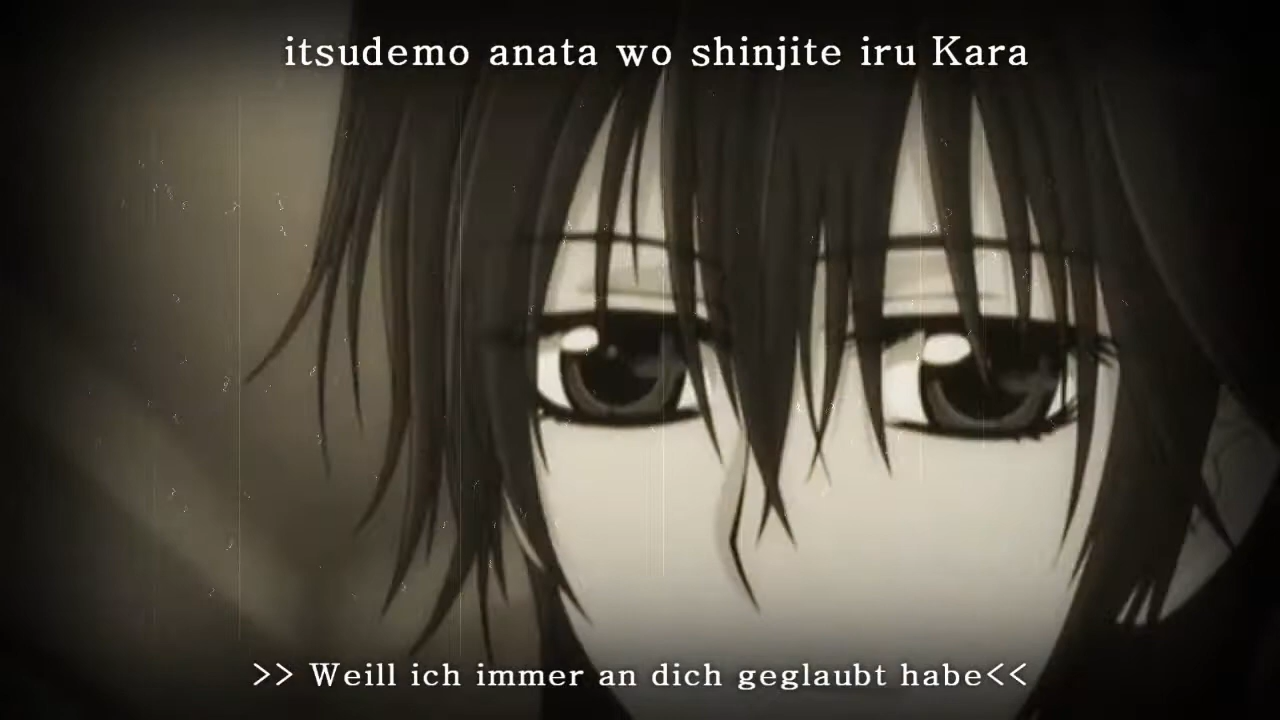 itsudemo anata wo shinjite iru Kara
>> Weill ich immer an dich geglaubt habe<<